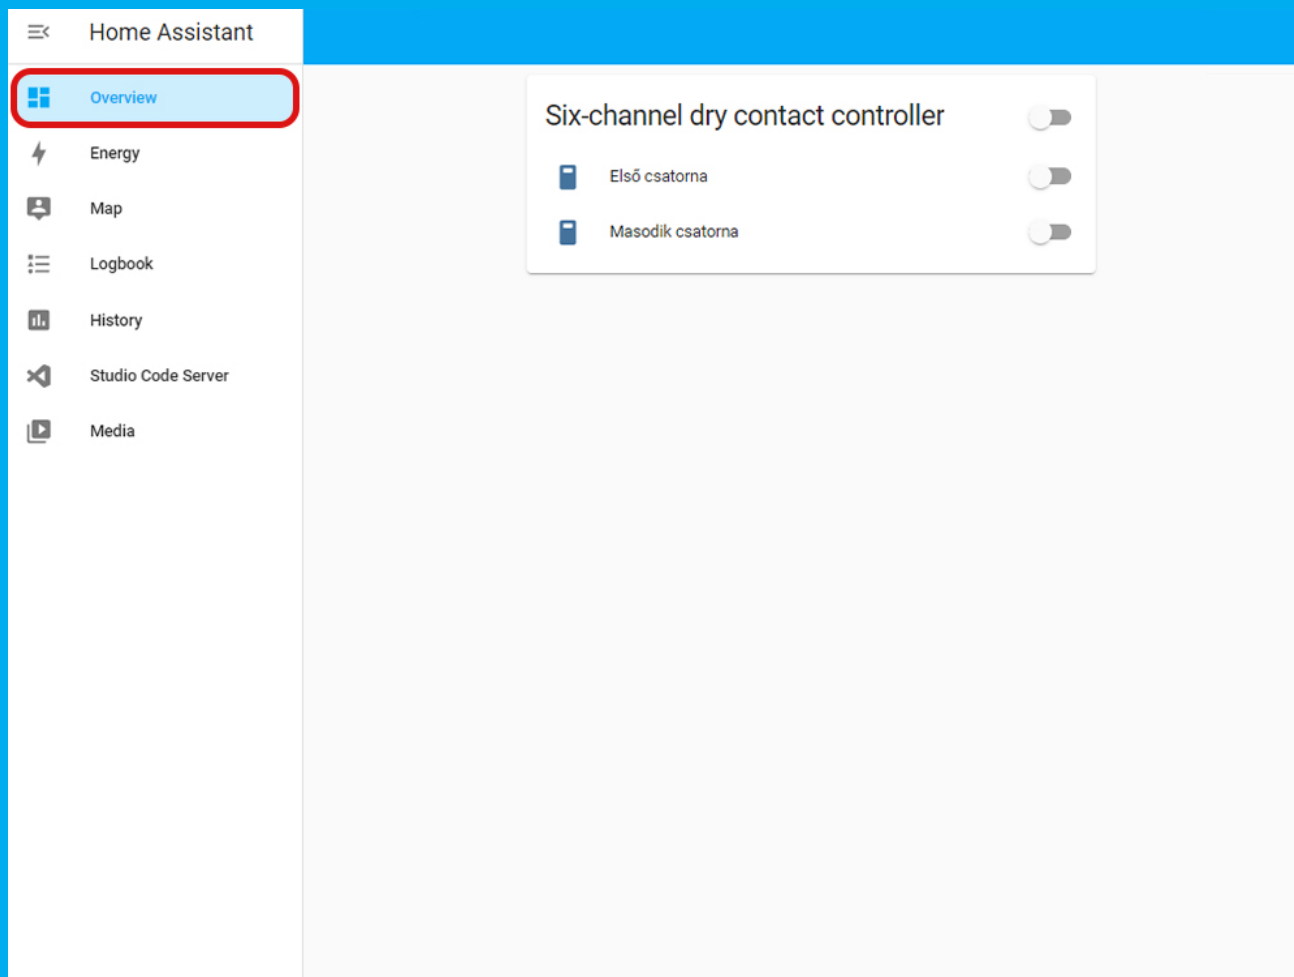 Home Assistant
Overview
Energy
Map
Logbook
History
Studio Code Server
Media
Six-channel dry contact controller
Első csatorna
Masodik csatorna